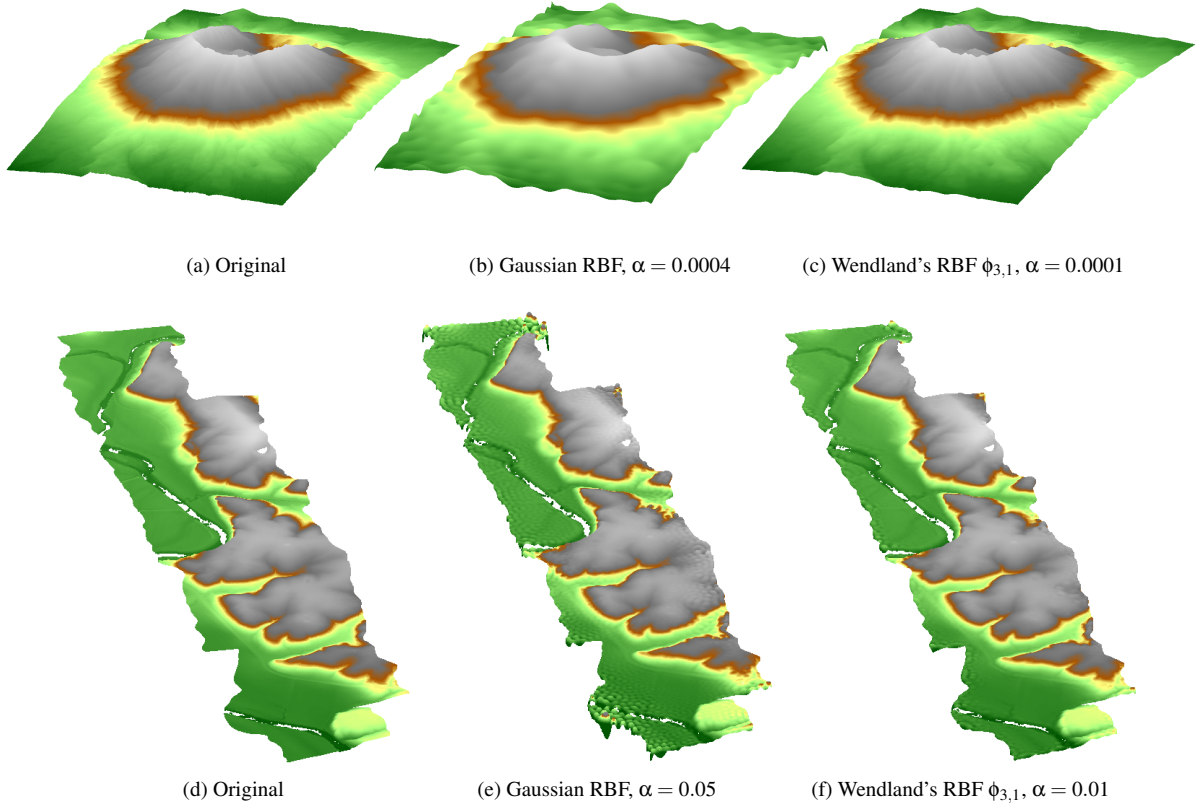 (a) Original
(b) Gaussian RBF, α = 0.0004
(c) Wendland's RBF ϕ3,1, α = 0.0001
(d) Original
(e) Gaussian RBF, α = 0.05
(f) Wendland's RBF ϕ3,1, α = 0.01